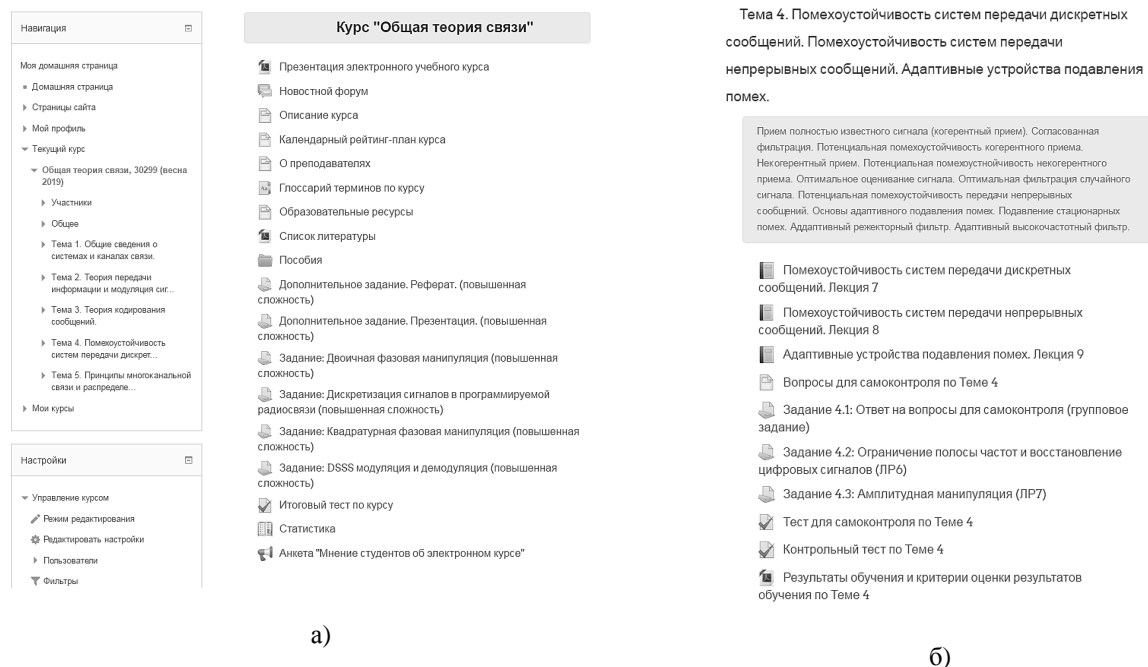 Навигация
Моя домашняя страница
Домашняя страница
Страницы сайта
Мой профиль
Текущий курс
Общая теория связи, 30299 (весна
2019)
Участники
Общее
Тема 1. Общие сведения о
системах и каналах связи.
Тема 2. Теория передачи
информации и модуляция сиг...
Тема 3. Теория кодирования
сообщений.
Тема 4. Помехоустойчивость
систем передачи дискрет...
Тема 5. Принципы многоканальной
связи и распределе...
Мои курсы
Настройки
Управление курсом
Режим редактирования
Редактировать настройки
Пользователи
Фильтры
Курс "Общая теория связи"
Презентация электронного учебного курса
Новостной форум
Описание курса
Календарный рейтинг-план курса
О преподавателях
Глоссарий терминов по курсу
Образовательные ресурсы
Список литературы
Пособия
Дополнительное задание. Реферат. (повышенная
сложность)
Дополнительное задание. Презентация. (повышенная
сложность)
Задание: Двоичная фазовая манипуляция (повышенная
сложность)
Задание: Дискретизация сигналов в программируемой
радиосвязи (повышенная сложность)
Задание: Квадратурная фазовая манипуляция (повышенная
сложность)
Задание: DSSS модуляция и демодуляция (повышенная
сложность)
Итоговый тест по курсу
Статистика
Анкета "Мнение студентов об электронном курсе"
а)
Тема 4. Помехоустойчивость систем передачи дискретных
сообщений. Помехоустойчивость систем передачи
непрерывных сообщений. Адаптивные устройства подавления
помех.
Прием полностью известного сигнала (когерентный прием). Согласованная
фильтрация. Потенциальная помехоустойчивость когерентного приема.
Некогерентный прием. Потенциальная помехоустнойчивость некогерентного
приема. Оптимальное оценивание сигнала. Оптимальная фильтрация случайного
сигнала. Потенциальная помехоустойчивость передачи непрерывных
сообщений. Основы адаптивного подавления помех. Подавление стационарных
помех. Аддаптивный режекторный фильтр. Адаптивный высокочастотный фильтр.
Помехоустойчивость систем передачи дискретных
сообщений. Лекция 7
Помехоустойчивость систем передачи непрерывных
сообщений. Лекция 8
Адаптивные устройства подавления помех. Лекция 9
Вопросы для самоконтроля по Теме 4
Задание 4.1: Ответ на вопросы для самоконтроля (групповое
задание)
Задание 4.2: Ограничение полосы частот и восстановление
цифровых сигналов (ЛР6)
Задание 4.3: Амплитудная манипуляция (ЛР7)
Тест для самоконтроля по Теме 4
Контрольный тест по Теме 4
Результаты обучения и критерии оценки результатов
обучения по Теме 4
б)